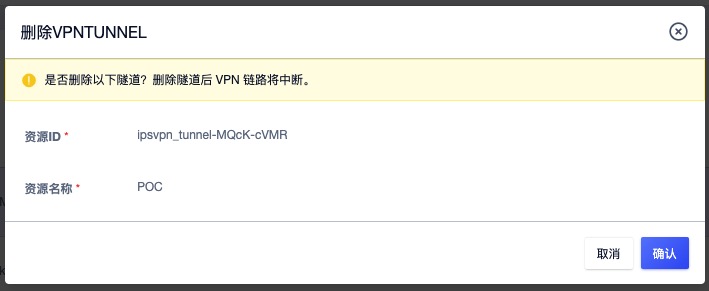 删除VPNTUNNEL
是否删除以下隧道？删除隧道后 VPN 链路将中断。
资源ID * ipsvpn_tunnel-MQcK-cVMR
资源名称 * POC
取消 确认